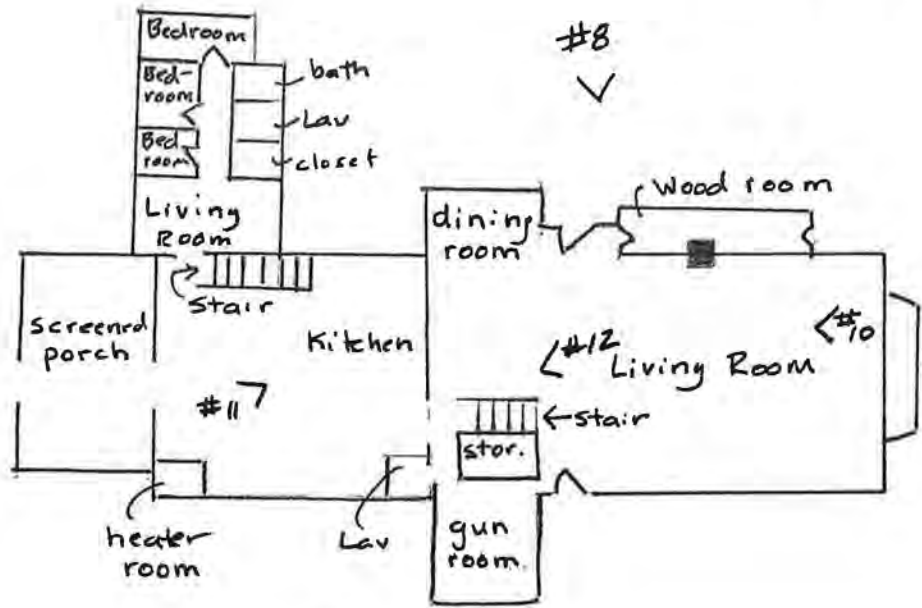 Bedroom
#8
Bed-
room
bath
Lav
Bed
room
closet
Living
Room
Wood room
dining
room
stair
screened
porch
Kitchen
#12
#10
Living Room
#11
stair
stor.
heater
room
Lav
gun
room.